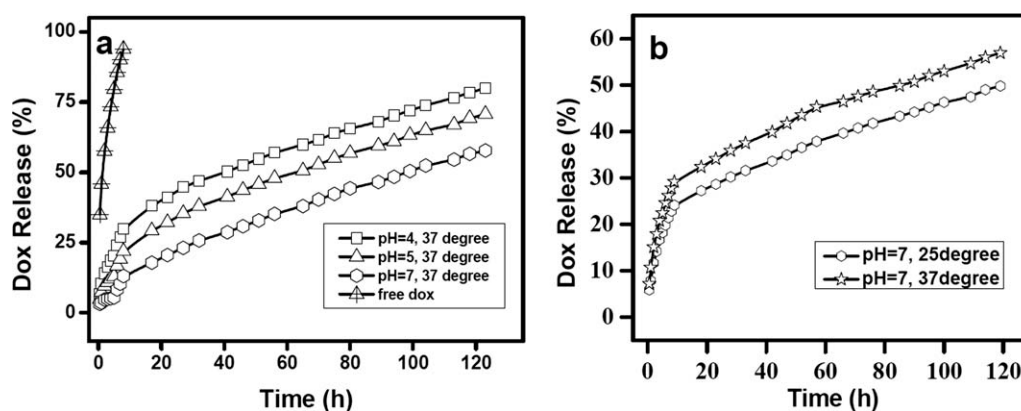 a
Dox Release (%)
100
75
50
25
0
pH=4, 37 degree
pH=5, 37 degree
pH=7, 37 degree
free dox
0 20 40 60 80 100 120
Time (h)
b
Dox Release (%)
60
50
40
30
20
10
0
pH=7, 25degree
pH=7, 37degree
0 20 40 60 80 100 120
Time (h)